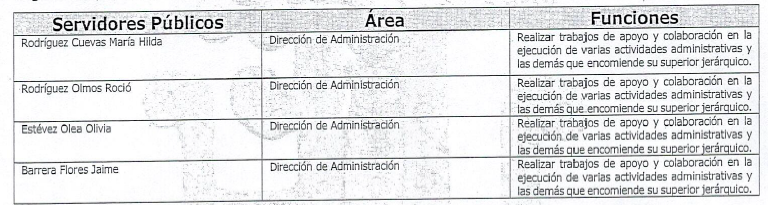 Servidores Públicos Área Funciones
Rodríguez Cuevas María Hilda Dirección de Administración Realizar trabajos de apoyo y colaboración en la
ejecución de varias actividades administrativas y
las demás que encomiende su superior jerárquico.
Rodríguez Olmos Roció Dirección de Administración Realizar trabajos de apoyo y colaboración en la
ejecución de varias actividades administrativas y
las demás que encomiende su superior jerárquico.
Estévez Olea Olivia Dirección de Administración Realizar trabajos de apoyo y colaboración en la
ejecución de varias actividades administrativas y
las demás que encomiende su superior jerárquico.
Barrera Flores Jaime Dirección de Administración Realizar trabajos de apoyo y colaboración en la
ejecución de varias actividades administrativas y
las demás que encomiende su superior jerárquico.